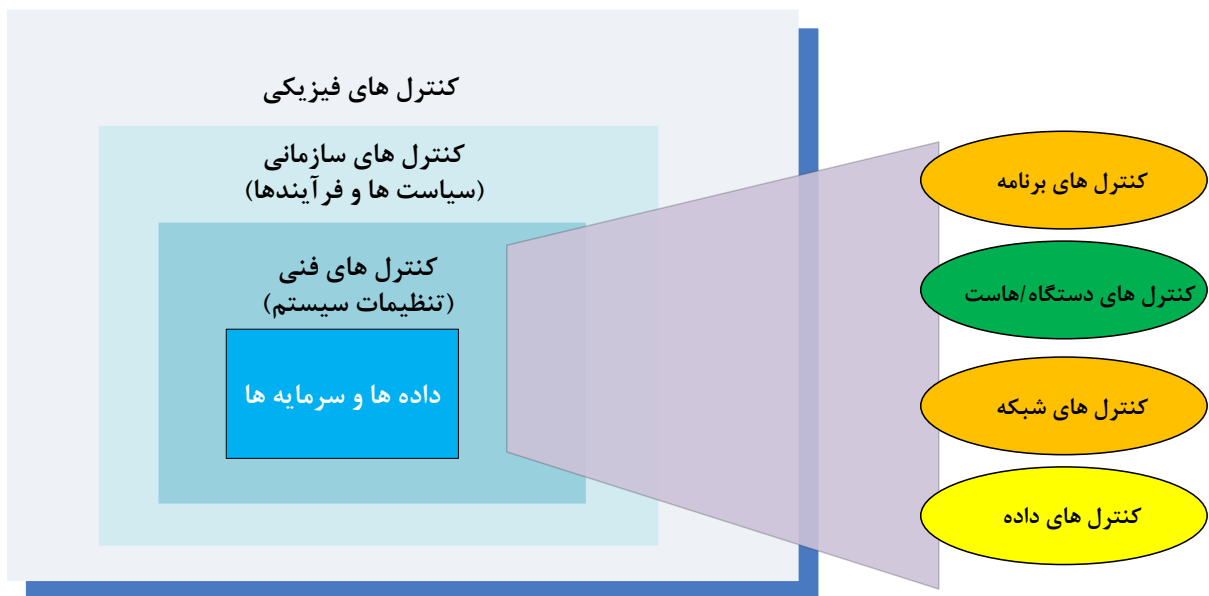 کنترل های فیزیکی
کنترل های سازمانی
(سیاست ها و فرآیندها)
کنترل های فنی
(تنظیمات سیستم)
داده ها و سرمایه ها
کنترل های برنامه
کنترل های دستگاه/هاست
کنترل های شبکه
کنترل های داده